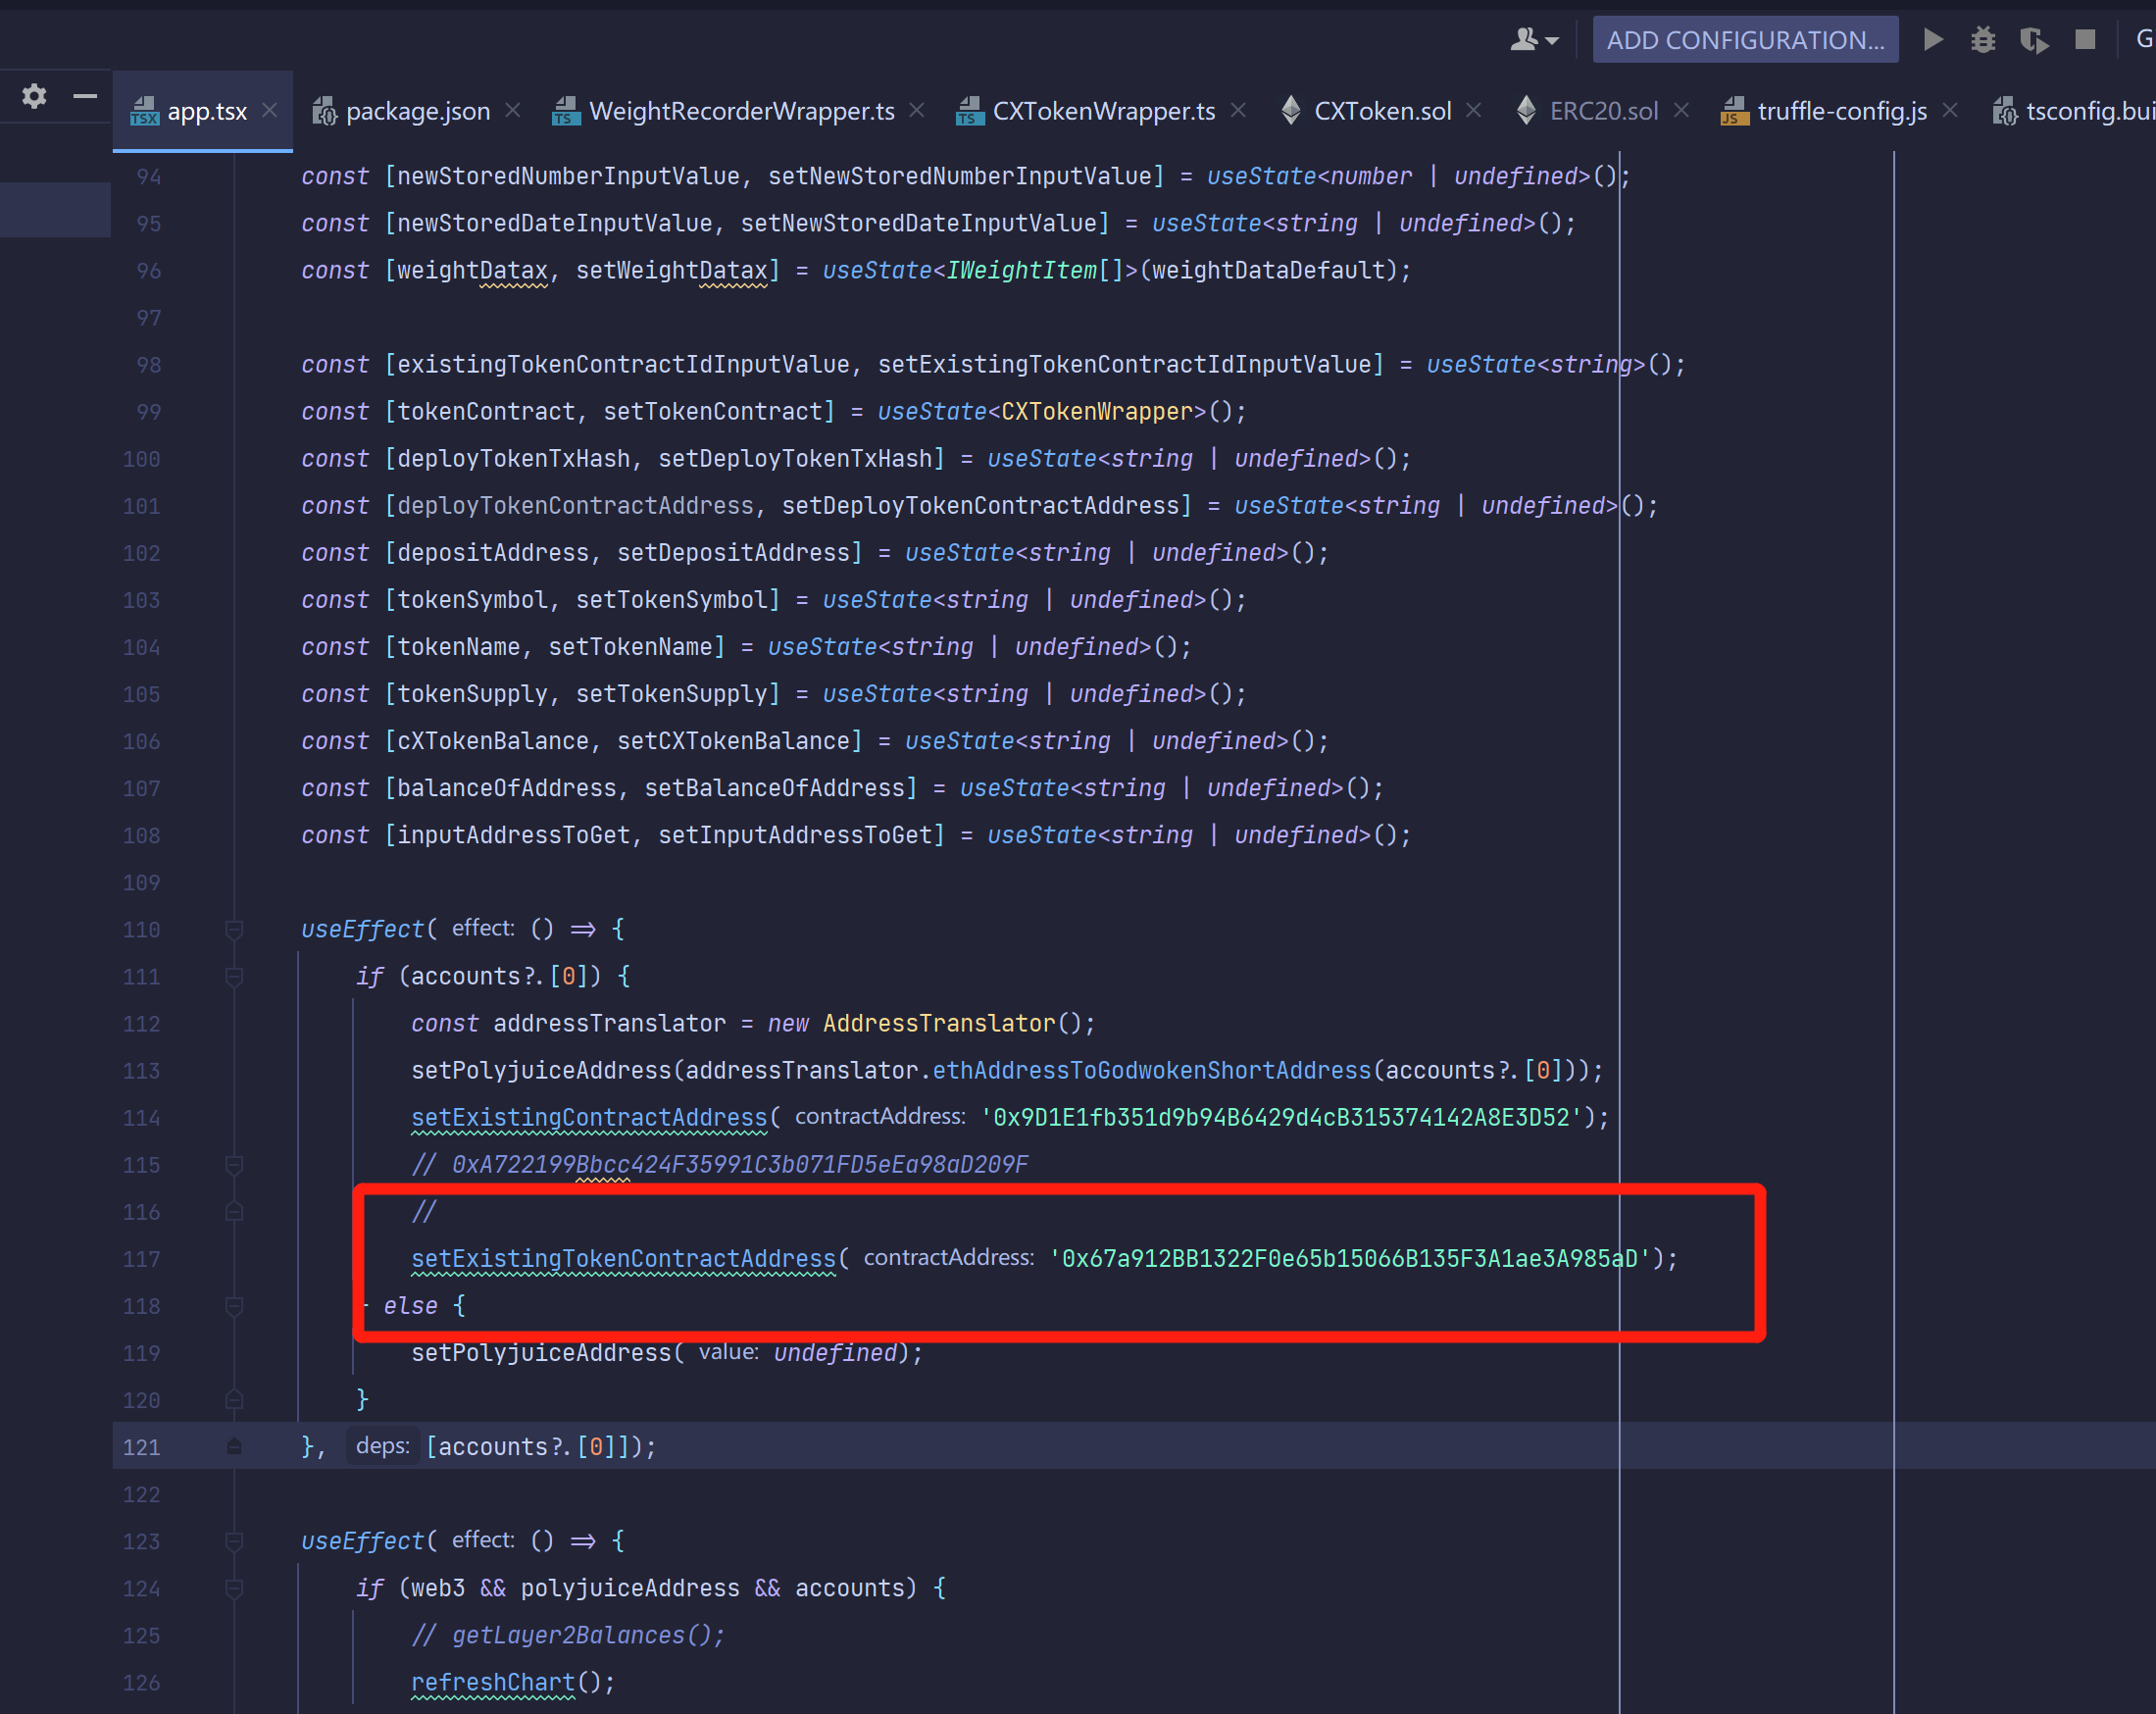 ADD CONFIGURATION... G
app.tsx package.json WeightRecorderWrapper.ts CXTokenWrapper.ts CXToken.sol ERC20.sol truffle-config.js tsconfig.bui
94 const [newStoredNumberInputValue, setNewStoredNumberInputValue] = useState<number | undefined>();
95 const [newStoredDateInputValue, setNewStoredDateInputValue] = useState<string | undefined>();
96 const [weightDatax, setWeightDatax] = useState<IWeightItem[]>(weightDataDefault);
97
98 const [existingTokenContractIdInputValue, setExistingTokenContractIdInputValue] = useState<string>();
99 const [tokenContract, setTokenContract] = useState<CXTokenWrapper>();
100 const [deployTokenTxHash, setDeployTokenTxHash] = useState<string | undefined>();
101 const [deployTokenContractAddress, setDeployTokenContractAddress] = useState<string | undefined>();
102 const [depositAddress, setDepositAddress] = useState<string | undefined>();
103 const [tokenSymbol, setTokenSymbol] = useState<string | undefined>();
104 const [tokenName, setTokenName] = useState<string | undefined>();
105 const [tokenSupply, setTokenSupply] = useState<string | undefined>();
106 const [cXTokenBalance, setCXTokenBalance] = useState<string | undefined>();
107 const [balanceOfAddress, setBalanceOfAddress] = useState<string | undefined>();
108 const [inputAddressToGet, setInputAddressToGet] = useState<string | undefined>();
109
110 useEffect( effect: () => {
111 if (accounts?.[0]) {
112 const addressTranslator = new AddressTranslator();
113 setPolyjuiceAddress(addressTranslator.ethAddressToGodwokenShortAddress(accounts?.[0]));
114 setExistingContractAddress( contractAddress: '0x9D1E1fb351d9b94B6429d4cB315374142A8E3D52');
115 // 0xA722199Bbcc424F35991C3b071FD5eEa98aD209F
116 //
117 setExistingTokenContractAddress( contractAddress: '0x67a912BB1322F0e65b15066B135F3A1ae3A985aD');
118 else {
119 setPolyjuiceAddress( value: undefined);
120 }
121 }, deps: [accounts?.[0]]);
122
123 useEffect( effect: () => {
124 if (web3 && polyjuiceAddress && accounts) {
125 // getLayer2Balances();
126 refreshChart();